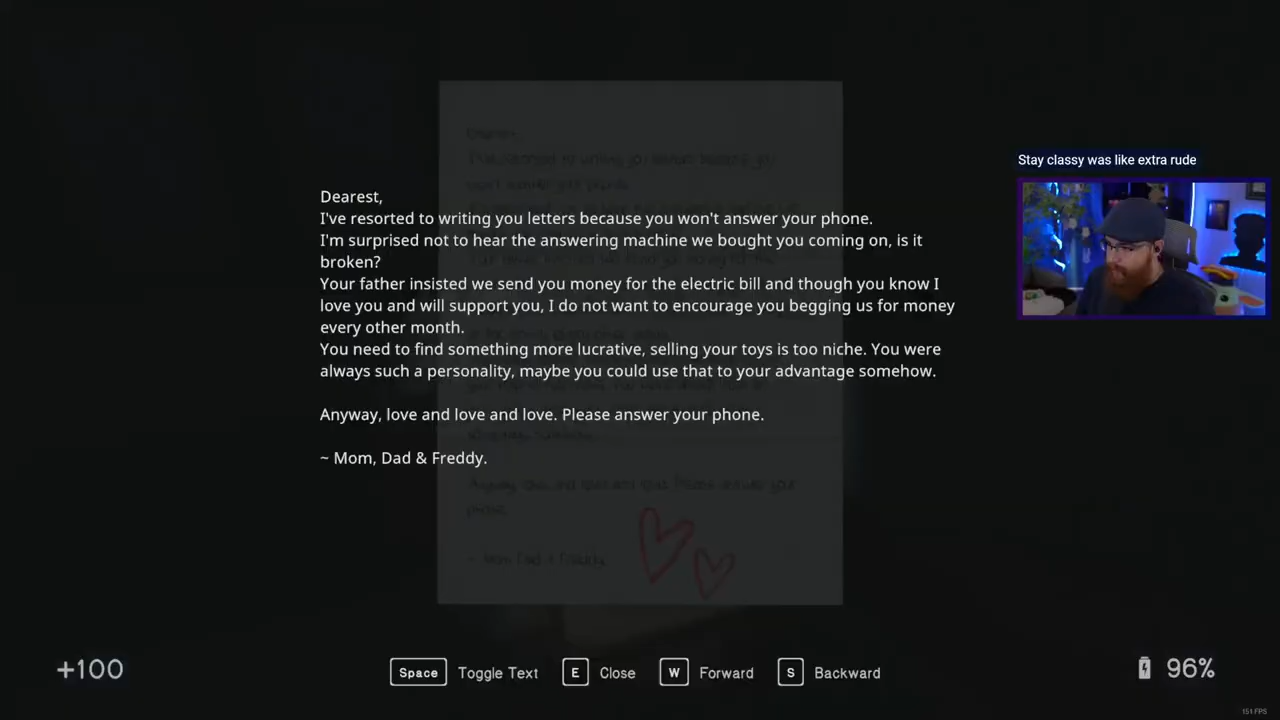 Stay classy was like extra rude
Dearest,
I've resorted to writing you letters because you won't answer your phone.
I'm surprised not to hear the answering machine we bought you coming on, is it
broken?
Your father insisted we send you money for the electric bill and though you know I
love you and will support you, I do not want to encourage you begging us for money
every other month.
You need to find something more lucrative, selling your toys is too niche. You were
always such a personality, maybe you could use that to your advantage somehow.
Anyway, love and love and love. Please answer your phone.
~ Mom, Dad & Freddy.
+100
Space Toggle Text E Close W Forward S Backward
96%
151 FPS